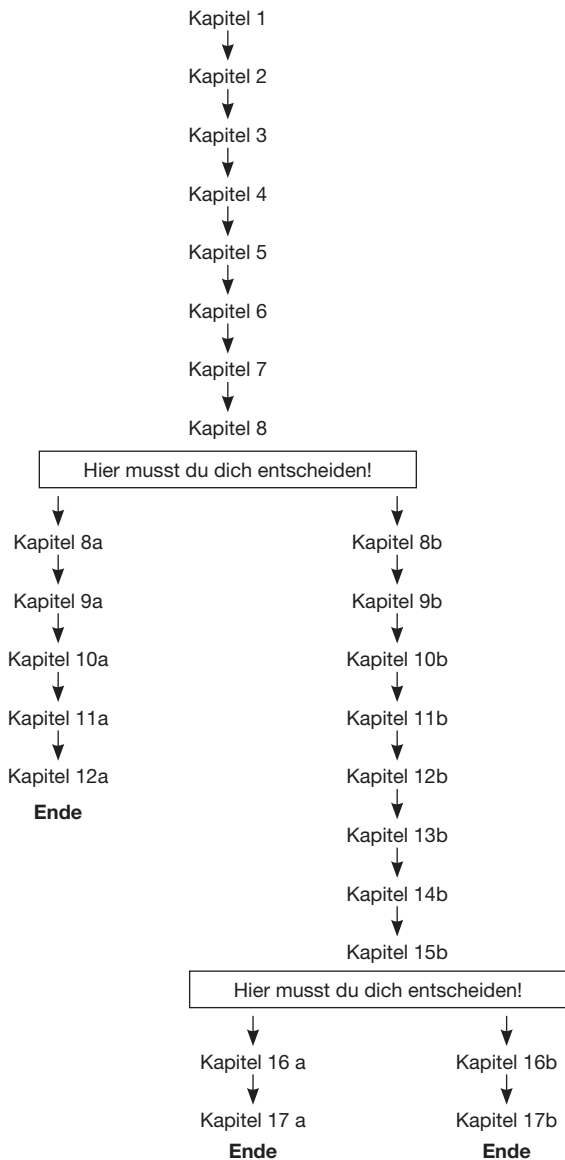 Kapitel 1
Kapitel 2
Kapitel 3
Kapitel 4
Kapitel 5
Kapitel 6
Kapitel 7
Kapitel 8
Hier musst du dich entscheiden!
Kapitel 8a
Kapitel 8b
Kapitel 9a
Kapitel 9b
Kapitel 10a
Kapitel 10b
Kapitel 11a
Kapitel 11b
Kapitel 12a
Kapitel 12b
Ende
Kapitel 13b
Kapitel 14b
Kapitel 15b
Hier musst du dich entscheiden!
Kapitel 16 a
Kapitel 16b
Kapitel 17 a
Kapitel 17b
Ende
Ende